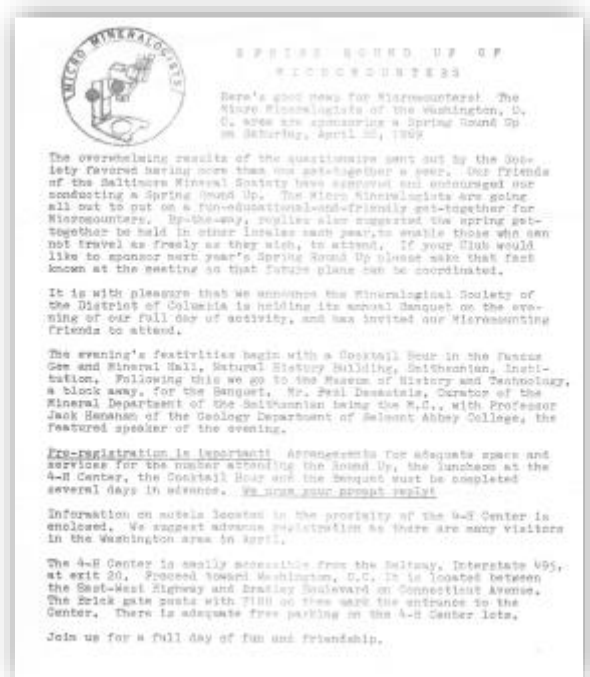 MICRO MINERALOGISTS
SPRING ROUND UP OF
MICROMOUNTERS
Here's good news for Micromounters! The
Micro Mineralogists of the Washington, D.
C. area are sponsoring a Spring Round Up
on Saturday, April 1969
The overwhelming results of the questionaire sent out by the Soc-
iety favored having more than one get-together a year. Our friends
of the Baltimore Mineral Society have approved and encouraged our
conducting a Spring Round Up. The Micro Mineralogists are going
all out to put on a fun-educational-and-friendly get-together for
Micromounters. By-the-way, replies also suggested the spring get-
together be held in other locales each year, to enable those who can
not travel as freely as they wish, to attend. If your Club would
like to sponsor next year's Spring Round Up please make that fact
known at the meeting so that future plans can be coordinated.
It is with pleasure that we announce the Mineralogical Society of
the District of Columbia is holding its annual Banquet on the eve-
ning of our full day of activity, and has invited our Micromounting
friends to attend.
The evening's festivities begin with a Cocktail Hour in the famous
Gem and Mineral Hall, Natural History Building, Smithsonian, Insti-
tution. Following this we go to the Museum of History and Technology,
a block away, for the Banquet. Mr. Paul Desautels, Curator of the
Mineral Department of the Smithsonian being the M.C., with Professor
Jack of the Geology Department of Belmont Abbey College, the
featured speaker of the evening.
Pre-registration is important! Arrangements for adequate space and
services for the number attending the Round Up, the luncheon at the
4-H Center, the Cocktail Hour and the Banquet must be completed
several days in advance. We urge your prompt reply!
Information on motels located in the proximity of the 4-H Center is
enclosed. We suggest advance registration as there are many visitors
in the Washington area in April.
The 4-H Center is easily accessible from the Beltway, Interstate 495,
at exit 20. Proceed toward Washington, D.C. It is located between
the East-West Highway and Bradley Boulevard on Connecticut Avenue.
The Brick gate posts with on them mark the entrance to the
Center. There is adequate free parking on the 4-H Center lots.
Join us for a full day of fun and friendship.